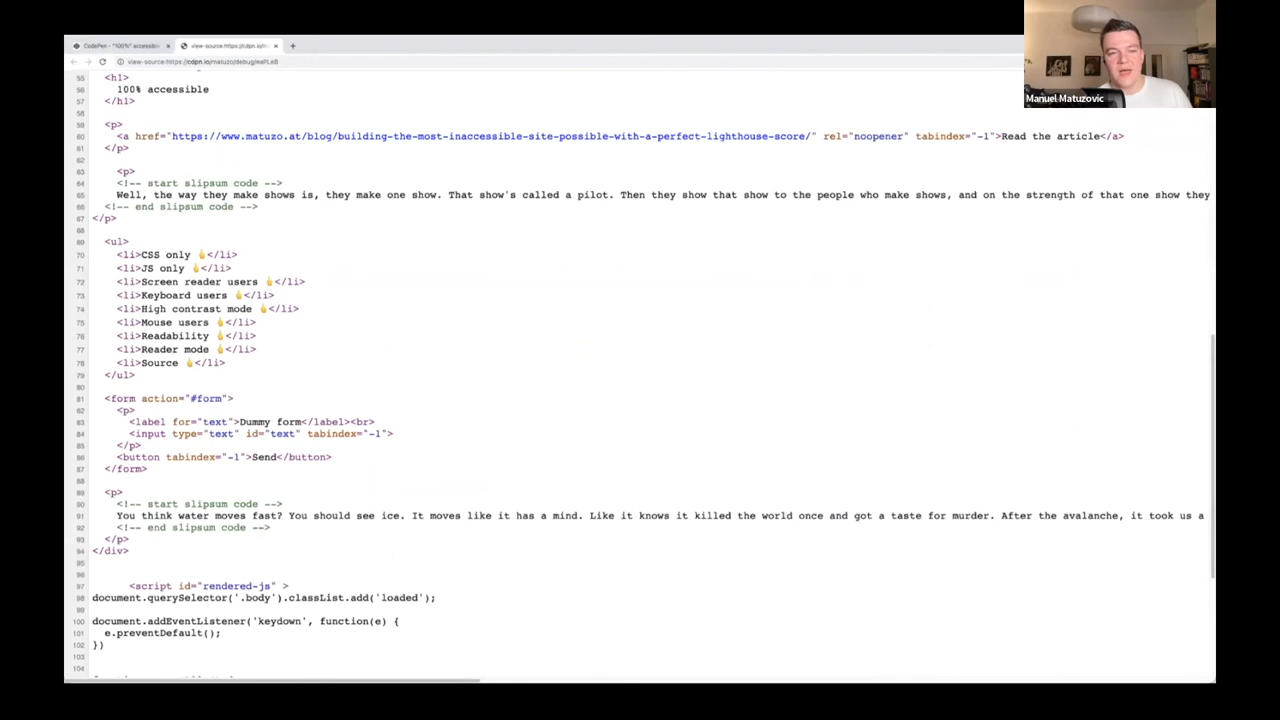 CodePen - "100%" accessible
view-source:https://cdpn.io/m
view-source:https://cdpn.io/matuzo/debug/eePLeB
Manuel Matuzovic
55 <h1>
56 100% accessible
57 </h1>
58
59 <p>
60 <a href="https://www.matuzo.at/blog/building-the-most-inaccessible-site-possible-with-a-perfect-lighthouse-score/" rel="noopener" tabindex="-1">Read the article</a>
61 </p>
62
63 <p>
64 <!-- start slipsum code -->
65 Well, the way they make shows is, they make one show. That show's called a pilot. Then they show that show to the people who make shows, and on the strength of that one show they
66 <!-- end slipsum code -->
67 </p>
68
69 <ul>
70 <li>CSS only 🖕</li>
71 <li>JS only 🖕</li>
72 <li>Screen reader users 🖕</li>
73 <li>Keyboard users 🖕</li>
74 <li>High contrast mode 🖕</li>
75 <li>Mouse users 🖕</li>
76 <li>Readability 🖕</li>
77 <li>Reader mode 🖕</li>
78 <li>Source 🖕</li>
79 </ul>
80
81 <form action="#form">
82 <p>
83 <label for="text">Dummy form</label><br>
84 <input type="text" id="text" tabindex="-1">
85 </p>
86 <button tabindex="-1">Send</button>
87 </form>
88
89 <p>
90 <!-- start slipsum code -->
91 You think water moves fast? You should see ice. It moves like it has a mind. Like it knows it killed the world once and got a taste for murder. After the avalanche, it took us a
92 <!-- end slipsum code -->
93 </p>
94 </div>
95
96
97 <script id="rendered-js" >
98 document.querySelector('.body').classList.add('loaded');
99
100 document.addEventListener('keydown', function(e) {
101 e.preventDefault();
102 })
103
104